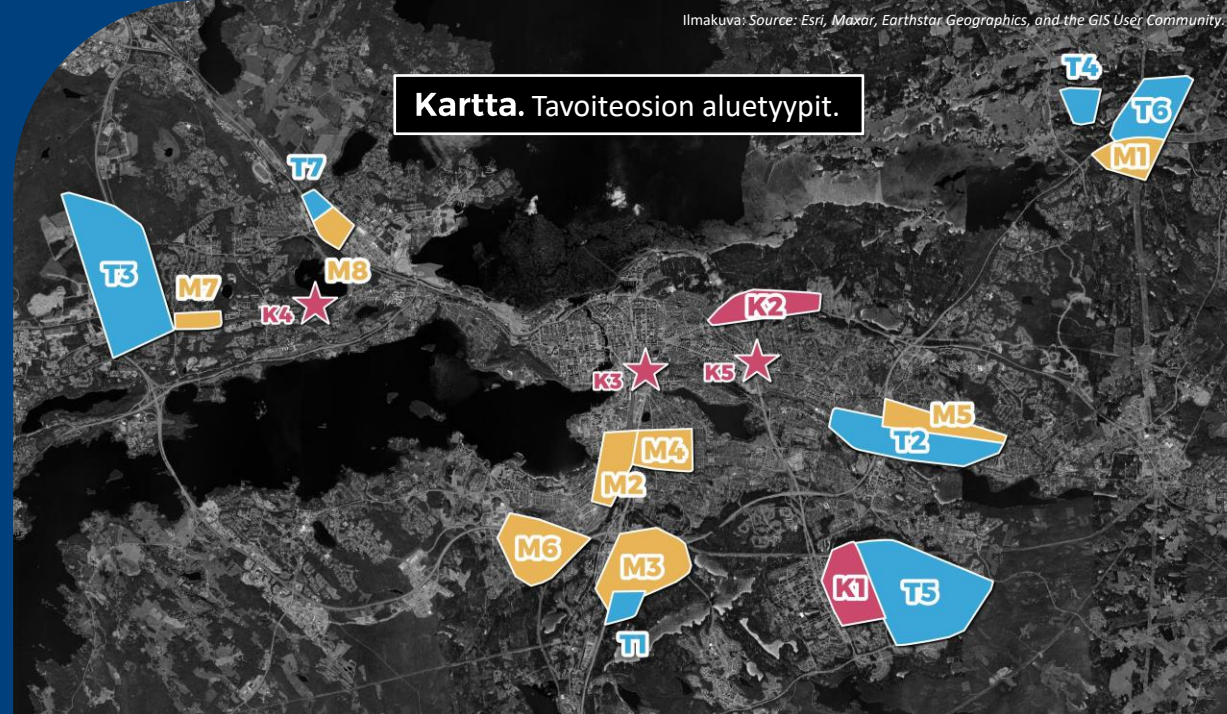 Ilmakuva: Source: Esri, Maxar, Earthstar Geographics, and the GIS User Community.
Kartta. Tavoiteosion aluetyypit.
T4
T6
M1
T7
T3
M8
M7
K4
K2
K3
K5
M5
T2
M4
M2
M6
M3
K1
T5
T1